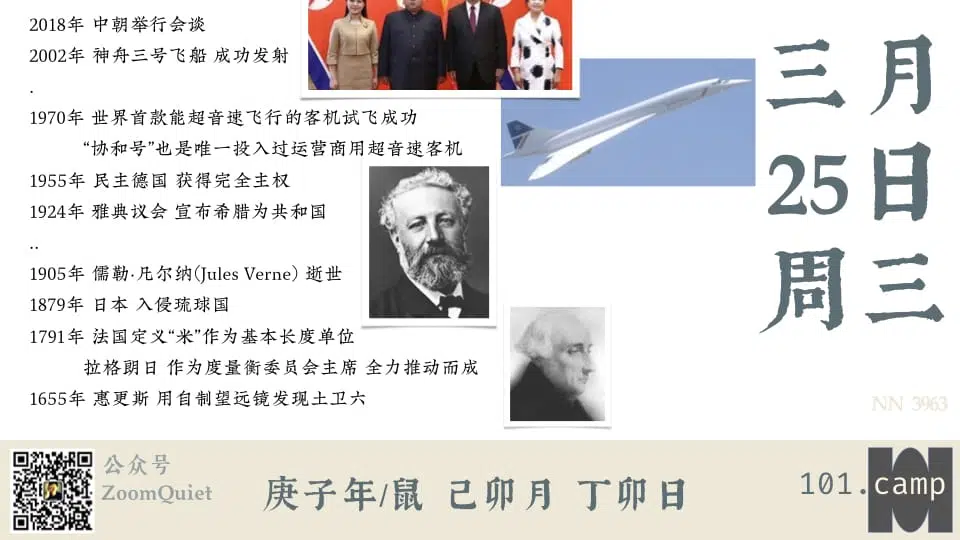 2018年 中朝举行会谈
2002年 神舟三号飞船 成功发射
.
1970年 世界首款能超音速飞行的客机试飞成功
“协和号”也是唯一投入过运营商用超音速客机
1955年 民主德国 获得完全主权
1924年 雅典议会 宣布希腊为共和国
..
1905年 儒勒·凡尔纳(Jules Verne) 逝世
1879年 日本 入侵琉球国
1791年 法国定义“米”作为基本长度单位
拉格朗日 作为度量衡委员会主席 全力推动而成
1655年 惠更斯 用自制望远镜发现土卫六
三月
25日
周三
NN 3963
公众号
ZoomQuiet
庚子年/鼠 己卯月 丁卯日
101.camp